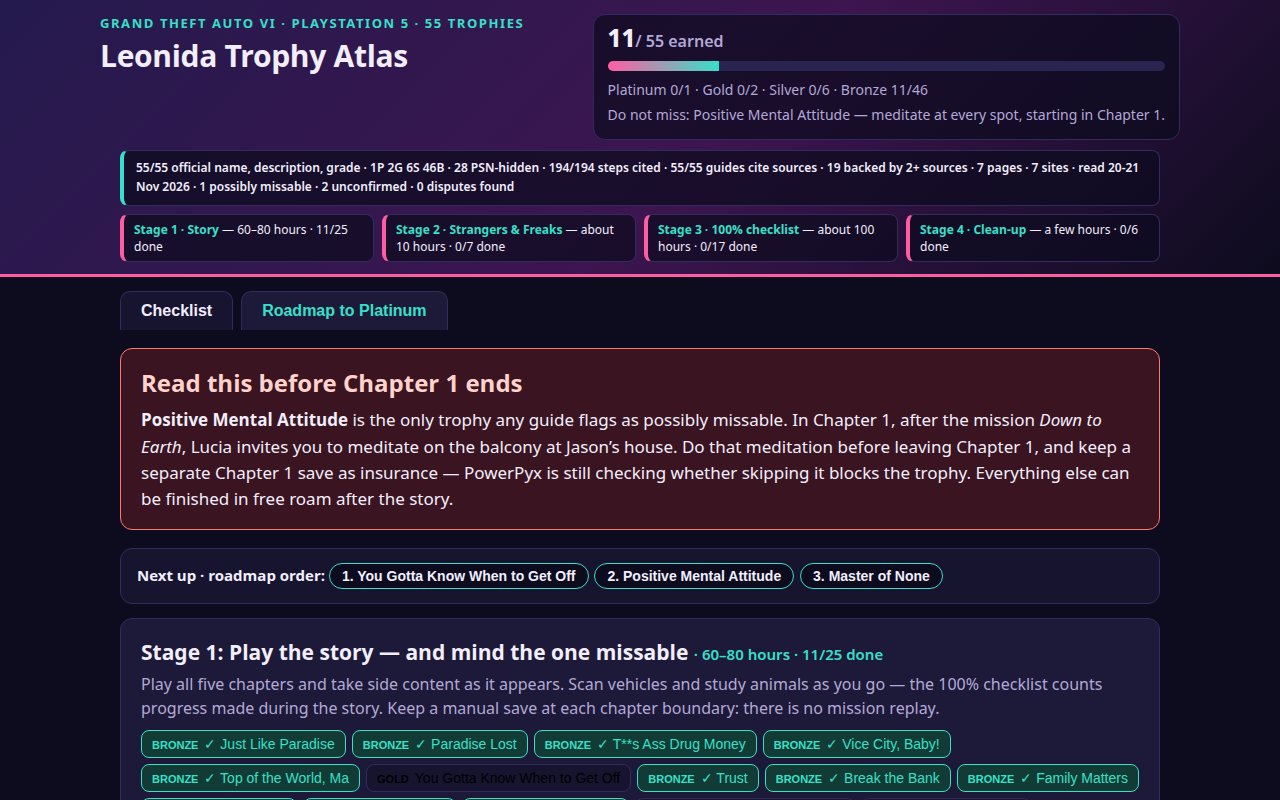 GRAND THEFT AUTO VI · PLAYSTATION 5 · 55 TROPHIES
Leonida Trophy Atlas
11 / 55 earned
Platinum 0/1 · Gold 0/2 · Silver 0/6 · Bronze 11/46
Do not miss: Positive Mental Attitude — meditate at every spot, starting in Chapter 1.
55/55 official name, description, grade · 1P 2G 6S 46B · 28 PSN-hidden · 194/194 steps cited · 55/55 guides cite sources · 19 backed by 2+ sources · 7 pages · 7 sites · read 20-21
Nov 2026 · 1 possibly missable · 2 unconfirmed · 0 disputes found
Stage 1 · Story — 60–80 hours · 11/25
done
Stage 2 · Strangers & Freaks — about
10 hours · 0/7 done
Stage 3 · 100% checklist — about 100
hours · 0/17 done
Stage 4 · Clean-up — a few hours · 0/6
done
Checklist
Roadmap to Platinum
Read this before Chapter 1 ends
Positive Mental Attitude is the only trophy any guide flags as possibly missable. In Chapter 1, after the mission Down to
Earth, Lucia invites you to meditate on the balcony at Jason’s house. Do that meditation before leaving Chapter 1, and keep a
separate Chapter 1 save as insurance — PowerPyx is still checking whether skipping it blocks the trophy. Everything else can
be finished in free roam after the story.
Next up · roadmap order: 1. You Gotta Know When to Get Off 2. Positive Mental Attitude 3. Master of None
Stage 1: Play the story — and mind the one missable · 60–80 hours · 11/25 done
Play all five chapters and take side content as it appears. Scan vehicles and study animals as you go — the 100% checklist counts
progress made during the story. Keep a manual save at each chapter boundary: there is no mission replay.
BRONZE ✓ Just Like Paradise BRONZE ✓ Paradise Lost BRONZE ✓ T**s Ass Drug Money BRONZE ✓ Vice City, Baby!
BRONZE ✓ Top of the World, Ma GOLD You Gotta Know When to Get Off BRONZE ✓ Trust BRONZE ✓ Break the Bank BRONZE ✓ Family Matters